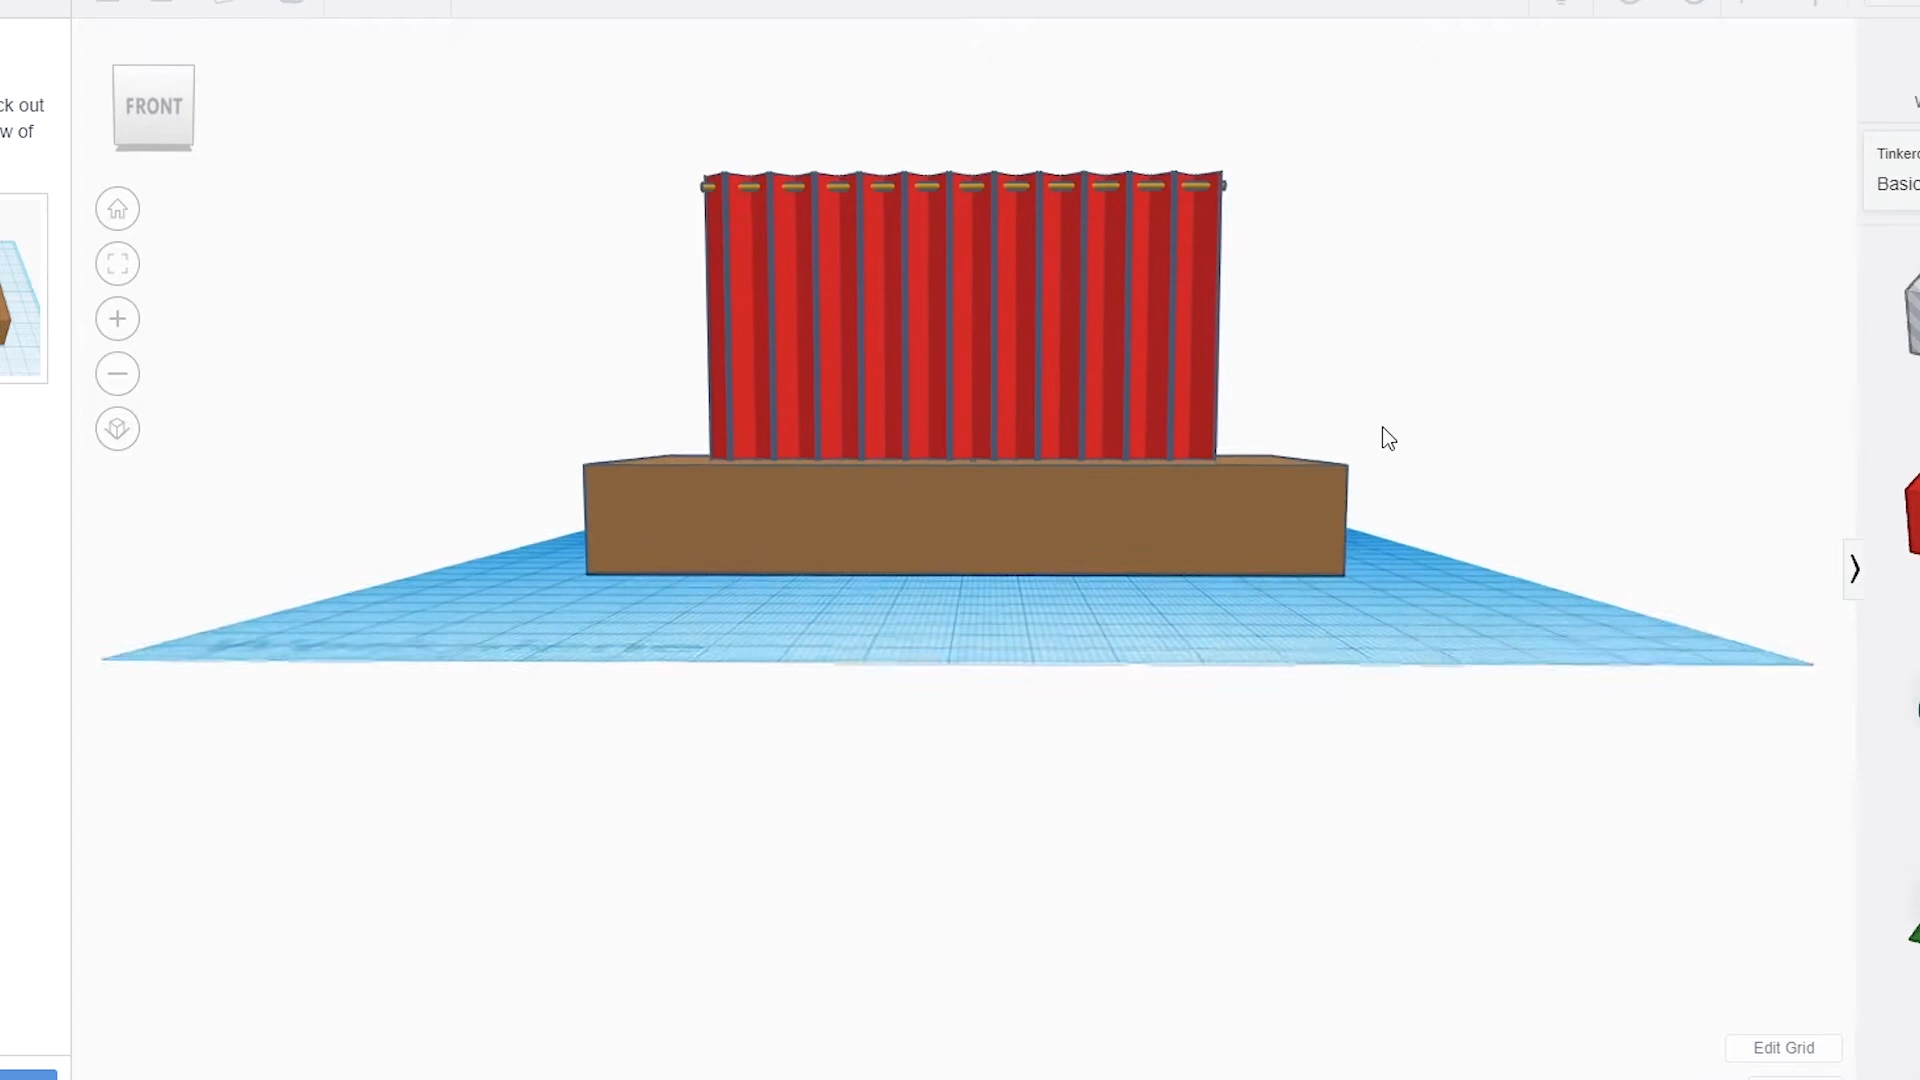 ck out
w of
FRONT
Tinkerc
Basic
Edit Grid